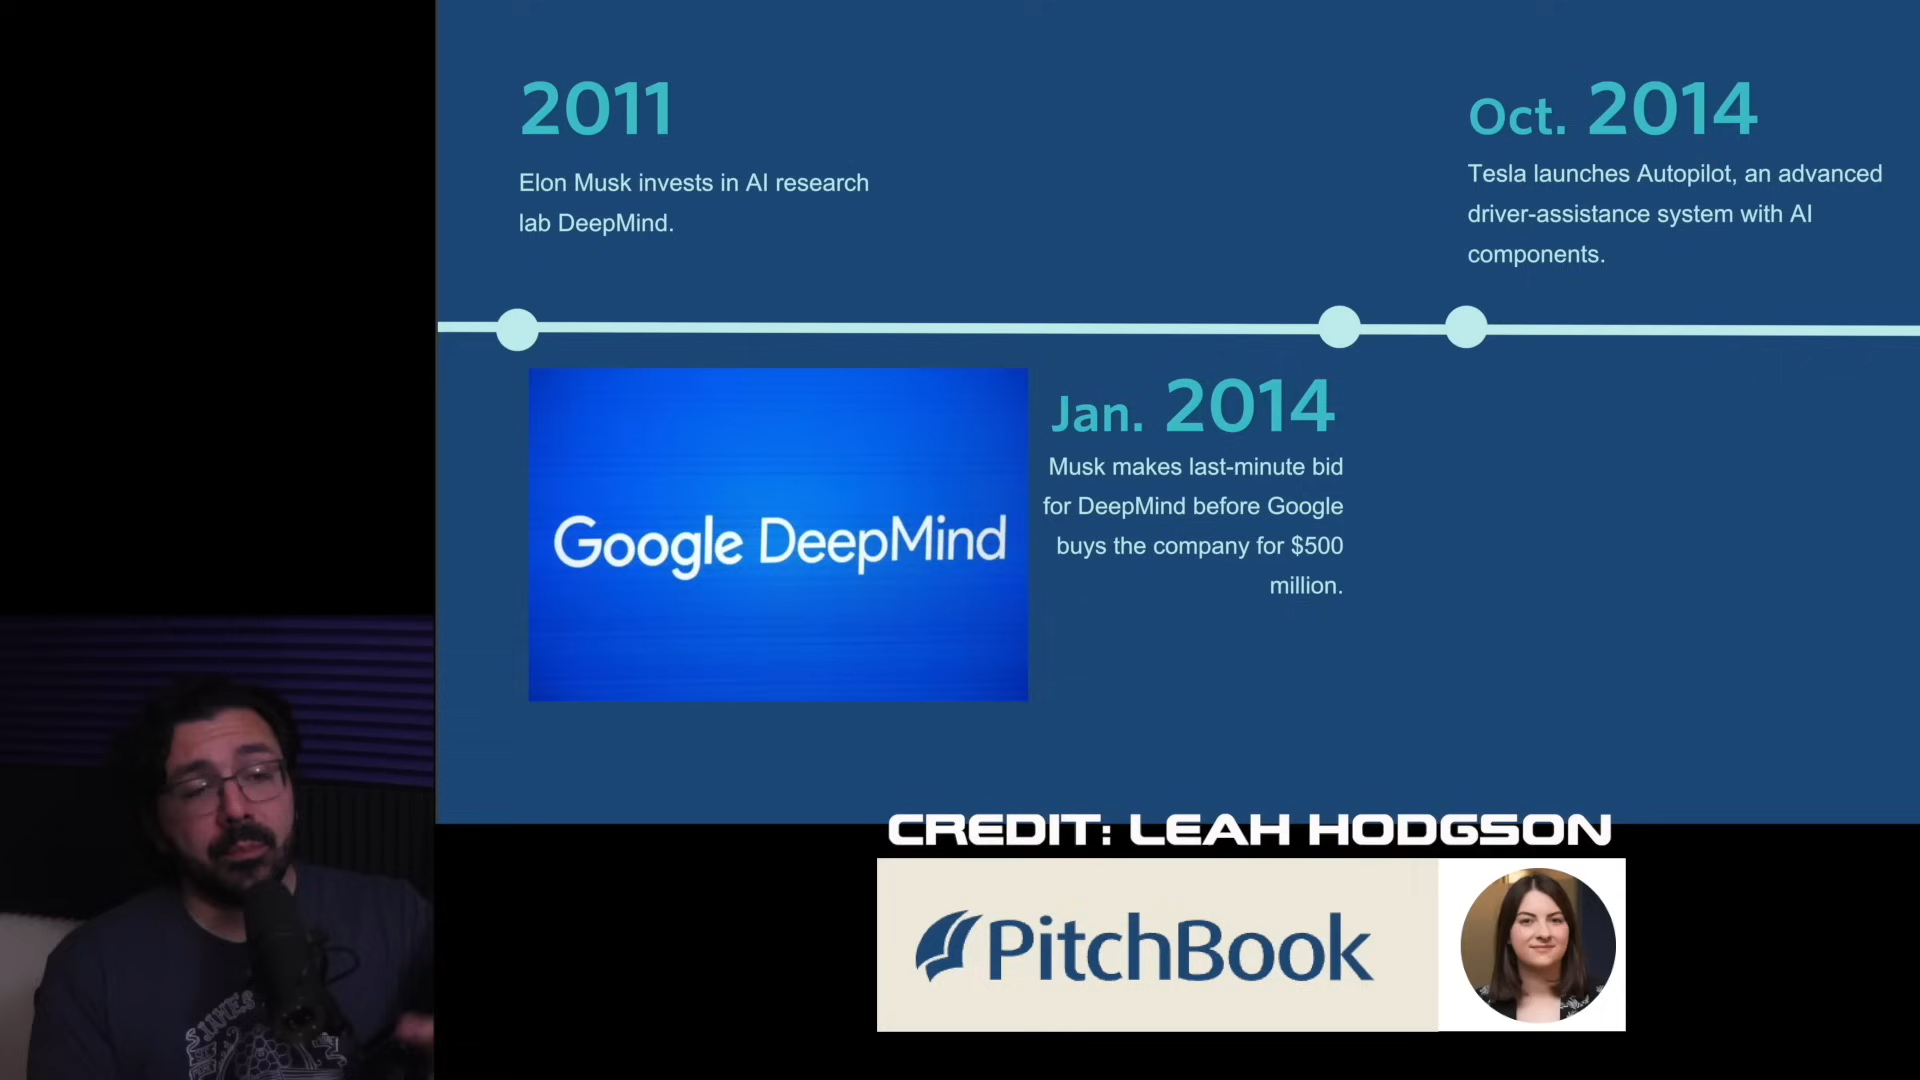 2011
Elon Musk invests in AI research
lab DeepMind.
Oct. 2014
Tesla launches Autopilot, an advanced
driver-assistance system with AI
components.
Google DeepMind
Jan. 2014
Musk makes last-minute bid
for DeepMind before Google
buys the company for $500
million.
CREDIT: LEAH HODGSON
PitchBook